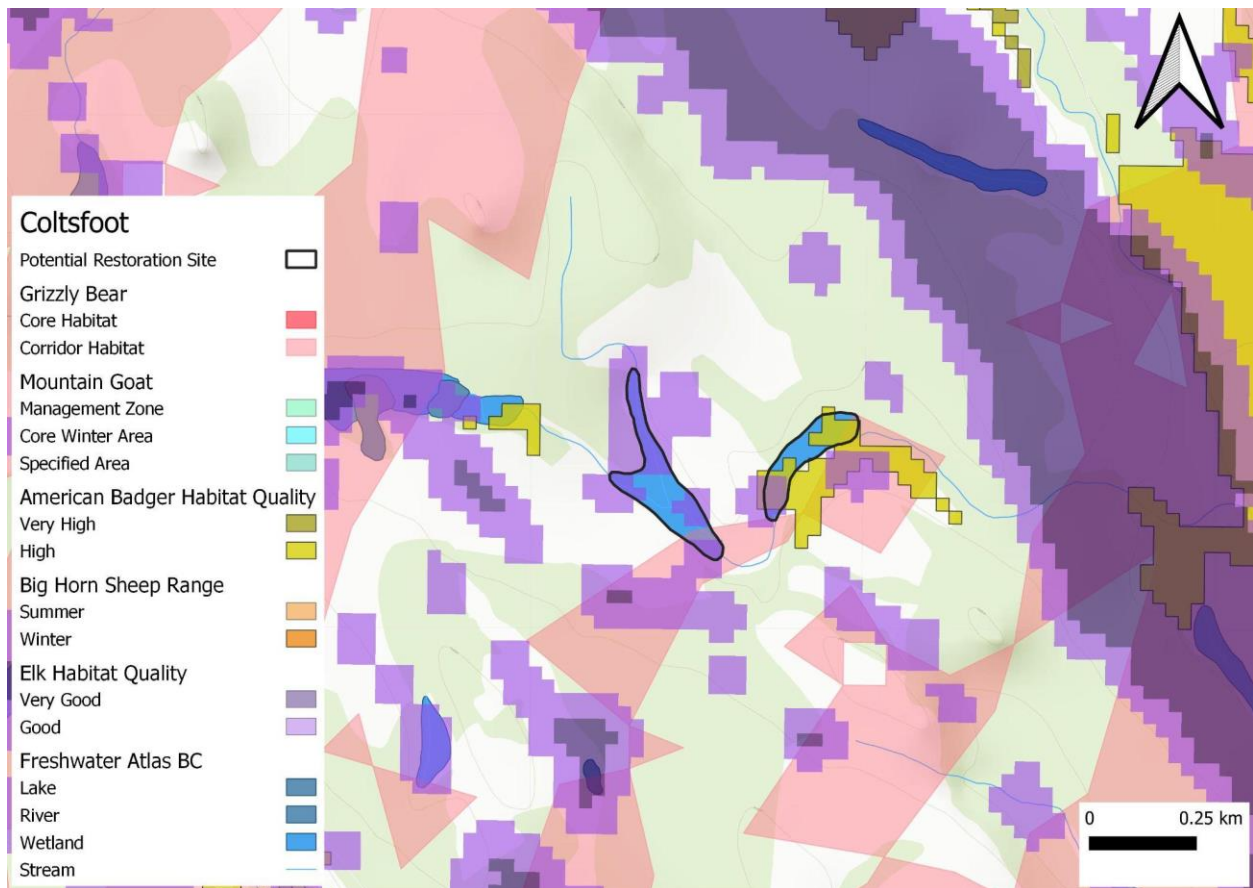 Coltsfoot
Potential Restoration Site
Grizzly Bear
Core Habitat
Corridor Habitat
Mountain Goat
Management Zone
Core Winter Area
Specified Area
American Badger Habitat Quality
Very High
High
Big Horn Sheep Range
Summer
Winter
Elk Habitat Quality
Very Good
Good
Freshwater Atlas BC
Lake
River
Wetland
Stream
0 0.25 km